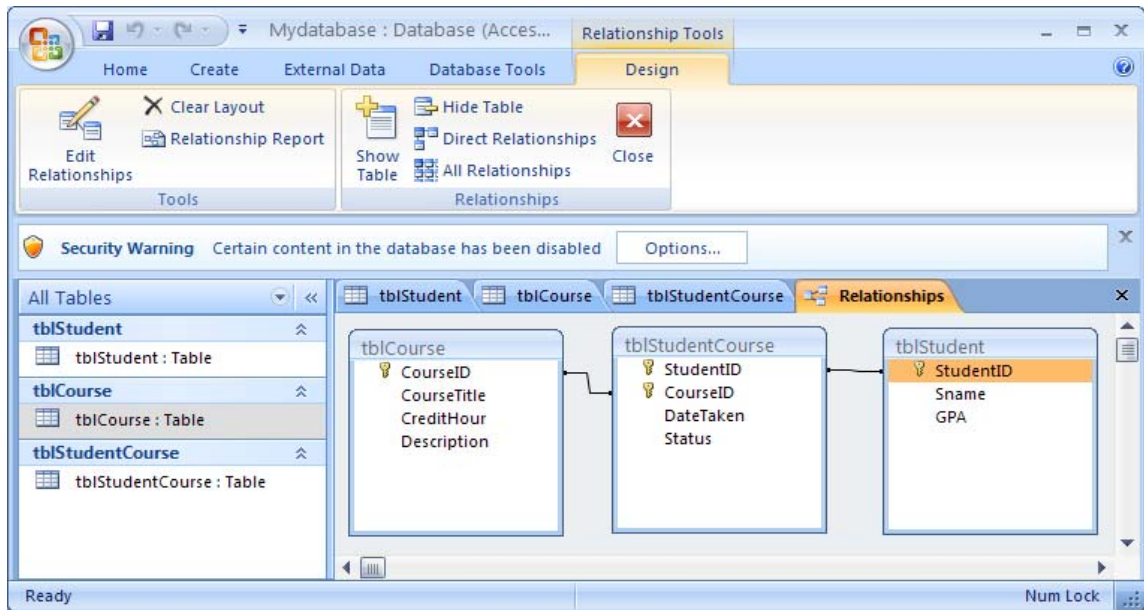 Mydatabase : Database (Acces...
Relationship Tools
Home Create External Data Database Tools Design
Clear Layout
Relationship Report
Edit
Relationships
Tools
Show
Table
Hide Table
Direct Relationships
All Relationships
Close
Relationships
Security Warning Certain content in the database has been disabled Options...
All Tables
tblStudent
tblStudent : Table
tblCourse
tblCourse : Table
tblStudentCourse
tblStudentCourse : Table
tblStudent tblCourse tblStudentCourse Relationships
tblCourse
CourseID
CourseTitle
CreditHour
Description
tblStudentCourse
StudentID
CourseID
DateTaken
Status
tblStudent
StudentID
Sname
GPA
Ready
Num Lock